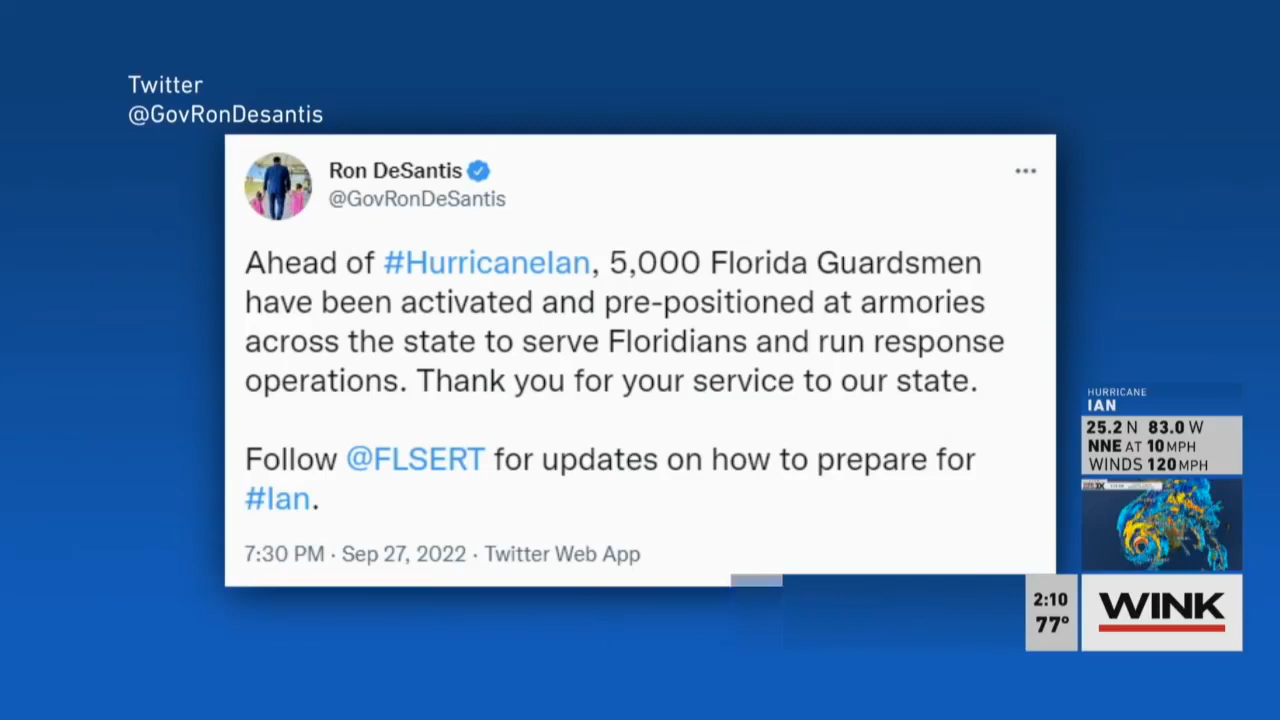 Twitter
@GovRonDesantis
Ron DeSantis
@GovRonDeSantis
Ahead of #HurricaneIan, 5,000 Florida Guardsmen
have been activated and pre-positioned at armories
across the state to serve Floridians and run response
operations. Thank you for your service to our state.
Follow @FLSERT for updates on how to prepare for
#Ian.
7:30 PM · Sep 27, 2022 · Twitter Web App
HURRICANE
IAN
25.2 N 83.0 W
NNE AT 10 MPH
WINDS 120 MPH
2:10
77°
WINK